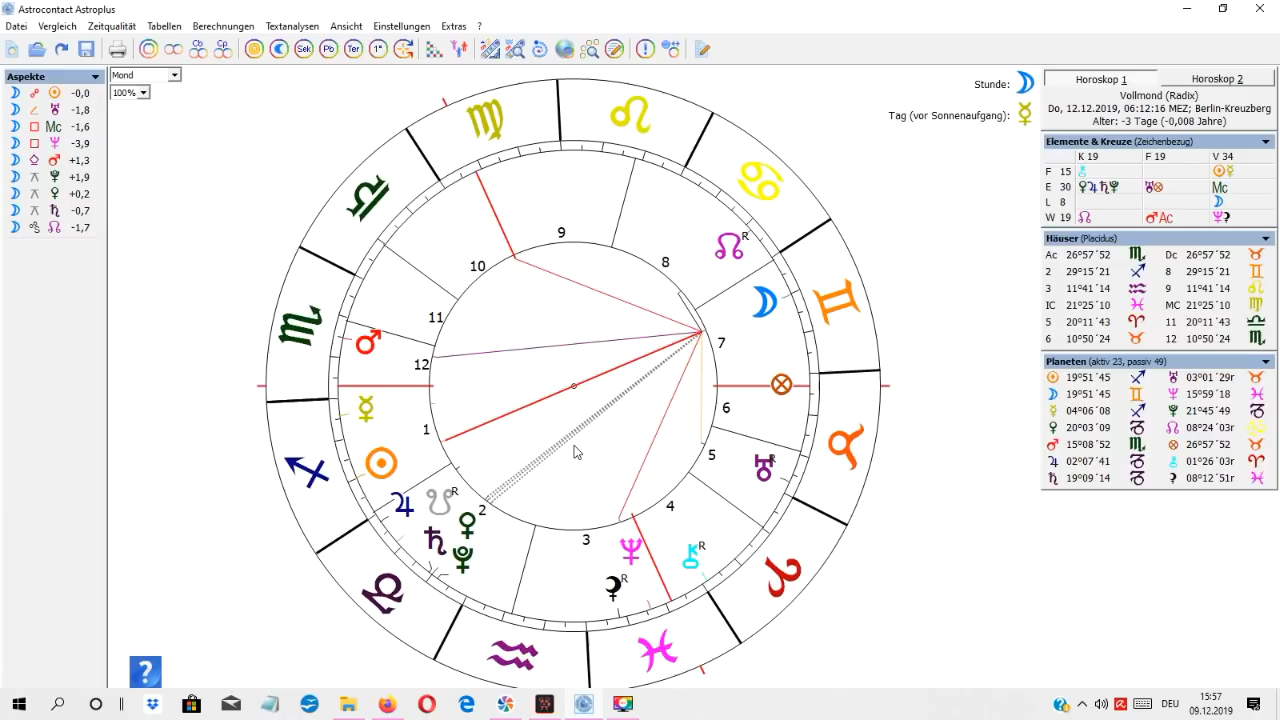 Astrocontact Astroplus
Datei Vergleich Zeitqualität Tabellen Berechnungen Textanalysen Ansicht Einstellungen Extras ?
Cb Cp Sek Pb Ter 1°
Aspekte
-0,0
-1,8
Mc -1,6
-3,9
+1,3
+1,9
+0,2
-0,7
-1,7
Mond
100%
Stunde:
Tag (vor Sonnenaufgang):
9
10
8
11
7
12
6
1
5
2
4
3
R
R
R
R
R
?
Horoskop 1 Horoskop 2
Vollmond (Radix)
Do, 12.12.2019, 06:12:16 MEZ; Berlin-Kreuzberg
Alter: -3 Tage (-0,008 Jahre)
Elemente & Kreuze (Zeichenbezug)
K 19 F 19 V 34
F 15
E 30 Mc
L 8
W 19 Ac
Häuser (Placidus)
Ac 26°57´52 Dc 26°57´52
2 29°15´21 8 29°15´21
3 11°41´14 9 11°41´14
IC 21°25´10 MC 21°25´10
5 20°11´43 11 20°11´43
6 10°50´24 12 10°50´24
Planeten (aktiv 23, passiv 49)
19°51´45 03°01´29r
19°51´45 15°59´18
04°06´08 21°45´49
20°03´09 08°24´03r
15°08´52 26°57´52
02°07´41 01°26´03r
19°09´14 08°12´51r
DEU
15:57
09.12.2019